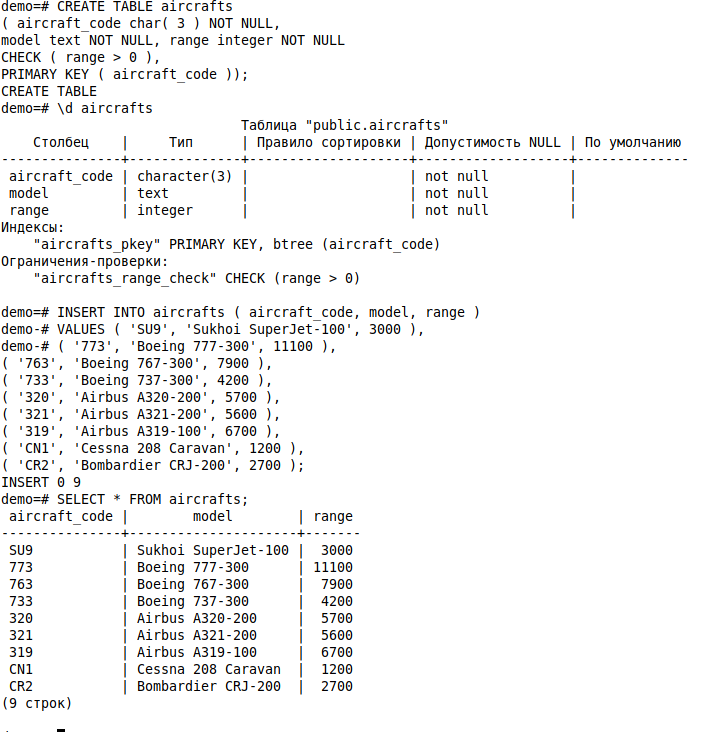 demo=# CREATE TABLE aircrafts
( aircraft_code char( 3 ) NOT NULL,
model text NOT NULL, range integer NOT NULL
CHECK ( range > 0 ),
PRIMARY KEY ( aircraft_code ));
CREATE TABLE
demo=# \d aircrafts
                              Таблица "public.aircrafts"
    Столбец    |     Тип      | Правило сортировки | Допустимость NULL | По умолчанию
---------------+--------------+--------------------+-------------------+--------------
 aircraft_code | character(3) |                    | not null          |
 model         | text         |                    | not null          |
 range         | integer      |                    | not null          |
Индексы:
    "aircrafts_pkey" PRIMARY KEY, btree (aircraft_code)
Ограничения-проверки:
    "aircrafts_range_check" CHECK (range > 0)

demo=# INSERT INTO aircrafts ( aircraft_code, model, range )
demo-# VALUES ( 'SU9', 'Sukhoi SuperJet-100', 3000 ),
demo-# ( '773', 'Boeing 777-300', 11100 ),
( '763', 'Boeing 767-300', 7900 ),
( '733', 'Boeing 737-300', 4200 ),
( '320', 'Airbus A320-200', 5700 ),
( '321', 'Airbus A321-200', 5600 ),
( '319', 'Airbus A319-100', 6700 ),
( 'CN1', 'Cessna 208 Caravan', 1200 ),
( 'CR2', 'Bombardier CRJ-200', 2700 );
INSERT 0 9
demo=# SELECT * FROM aircrafts;
 aircraft_code |        model        | range
---------------+---------------------+-------
 SU9           | Sukhoi SuperJet-100 |  3000
 773           | Boeing 777-300      | 11100
 763           | Boeing 767-300      |  7900
 733           | Boeing 737-300      |  4200
 320           | Airbus A320-200     |  5700
 321           | Airbus A321-200     |  5600
 319           | Airbus A319-100     |  6700
 CN1           | Cessna 208 Caravan  |  1200
 CR2           | Bombardier CRJ-200  |  2700
(9 строк)